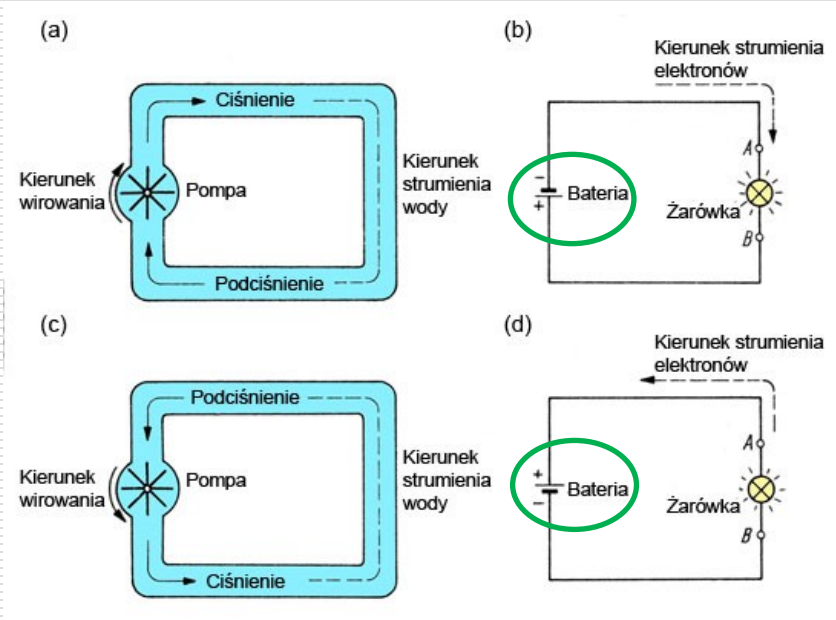 (a)
Ciśnienie
Kierunek
wirowania
Pompa
Kierunek
strumienia
wody
Podciśnienie
(b)
Kierunek strumienia
elektronów
A
−
+
Bateria
Żarówka
B
(c)
Podciśnienie
Kierunek
wirowania
Pompa
Kierunek
strumienia
wody
Ciśnienie
(d)
Kierunek strumienia
elektronów
A
+
−
Bateria
Żarówka
B